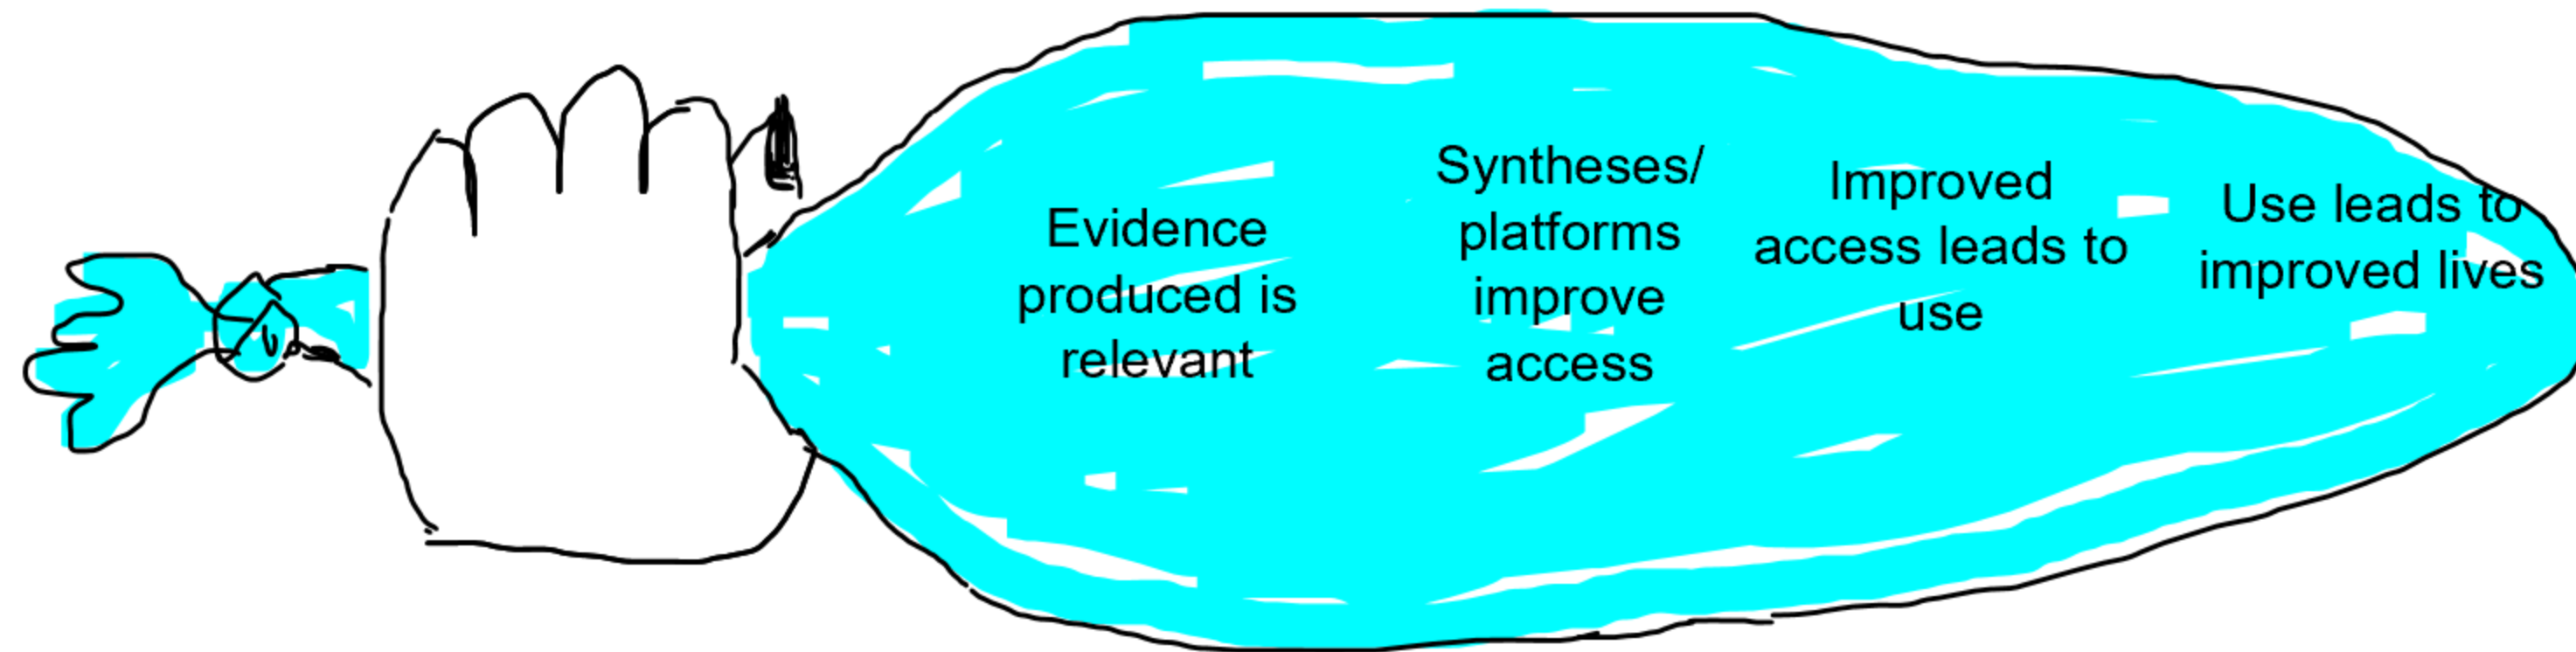 Evidence
produced is
relevant
Syntheses/
platforms
improve
access
Improved
access leads to
use
Use leads to
improved lives